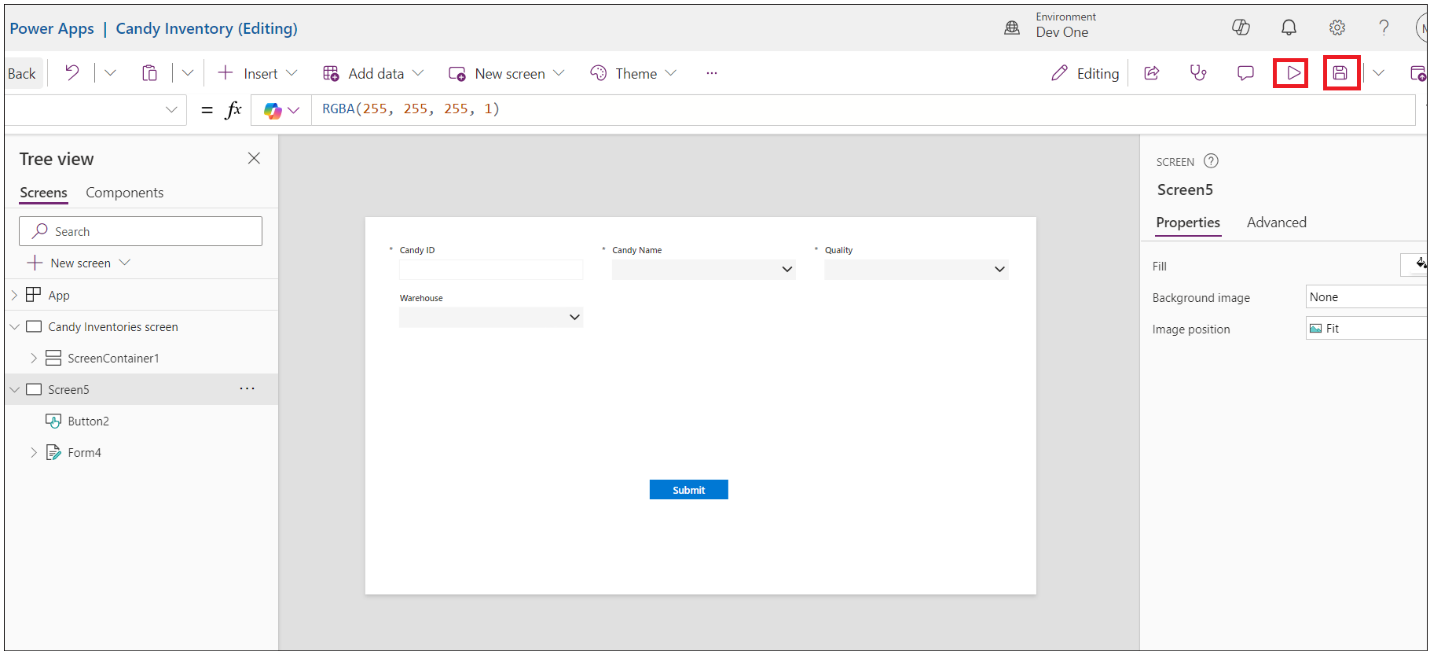 Power Apps | Candy Inventory (Editing)
Environment
Dev One
Back
Insert
Add data
New screen
Theme
...
Editing
= fx
RGBA(255, 255, 255, 1)
Tree view
Screens
Components
Search
New screen
App
Candy Inventories screen
ScreenContainer1
Screen5
...
Button2
Form4
* Candy ID
* Candy Name
* Quality
Warehouse
Submit
SCREEN
Screen5
Properties
Advanced
Fill
Background image
None
Image position
Fit